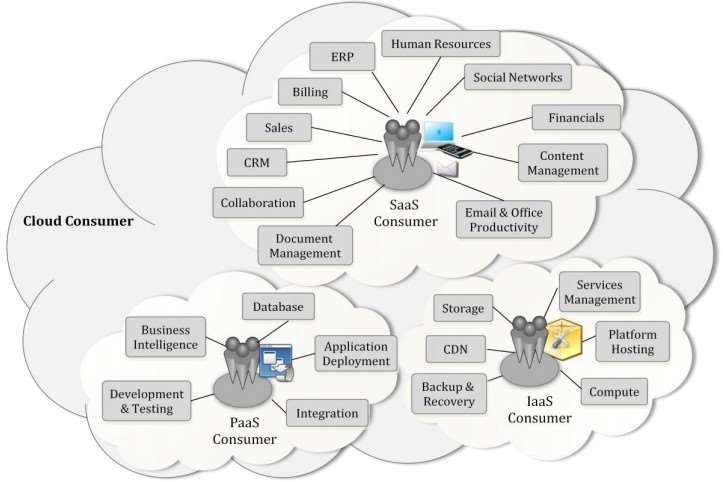 Human Resources
ERP
Social Networks
Billing
Financials
Sales
Content
Management
CRM
Collaboration
SaaS
Consumer
Email & Office
Productivity
Document
Management
Cloud Consumer
Database
Business
Intelligence
Application
Deployment
Development
& Testing
Integration
PaaS
Consumer
Services
Management
Storage
Platform
Hosting
CDN
Backup &
Recovery
Compute
IaaS
Consumer